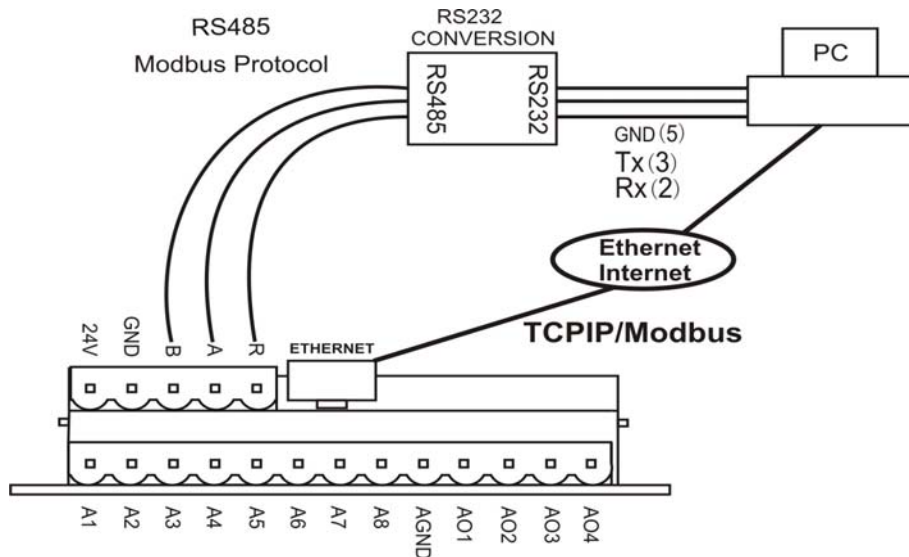 RS485
Modbus Protocol
RS232
CONVERSION
RS485
RS232
PC
GND(5)
Tx(3)
Rx(2)
Ethernet
Internet
TCPIP/Modbus
24V
GND
B
A
R
ETHERNET
A1
A2
A3
A4
A5
A6
A7
A8
AGND
AO1
AO2
AO3
AO4